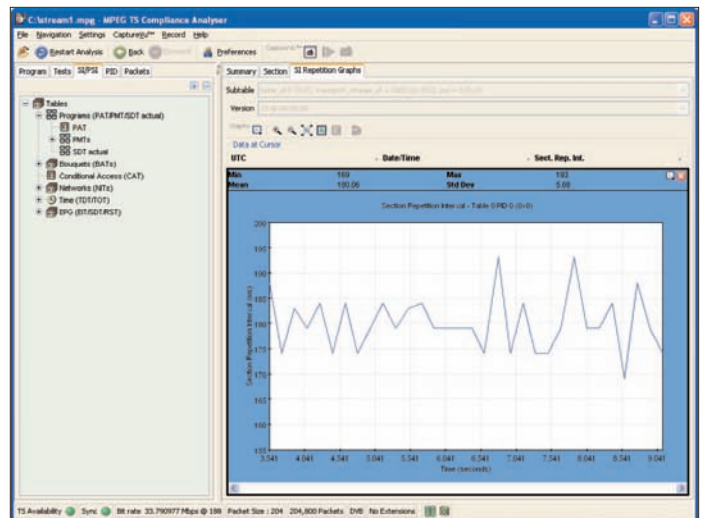 C:\stream1.mpg - MPEG TS Compliance Analyser
File Navigation Settings CaptureVu™ Record Help
Restart Analysis Back Preferences
Program Tests SI/PSI PID Packets
Summary Section SI Repetition Graphs
Subtable
Version
Tables
Programs (PAT/PMT/SDT actual)
PAT
PMTs
SDT actual
Bouquets (BATs)
Conditional Access (CAT)
Networks (NITs)
Time (TDT/TOT)
EPG (EIT/SDT/RST)
Graphs
Data at Cursor
UTC Date/Time Sect. Rep. Int.
Min 169 Max 193
Mean 180.06 Std Dev 5.88
Section Repetition Interval - Table 0 PID 0 (0×0)
Section Repetition Interval (ms)
200
195
190
185
180
175
170
165
160
155
3.541 4.041 4.541 5.041 5.541 6.041 6.541 7.041 7.541 8.041 8.541 9.041
Time (seconds)
TS Availability Sync Bit rate 33.790977 Mbps @ 188 Packet Size : 204 204,800 Packets DVB No Extensions